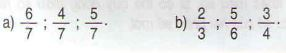 a) 6/7 ; 4/7 ; 5/7. b) 2/3 ; 5/6 ; 3/4.